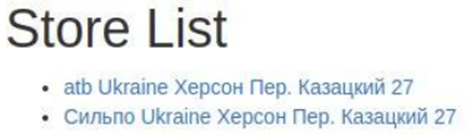 Store List
atb Ukraine Херсон Пер. Казацкий 27
Сильпо Ukraine Херсон Пер. Казацкий 27